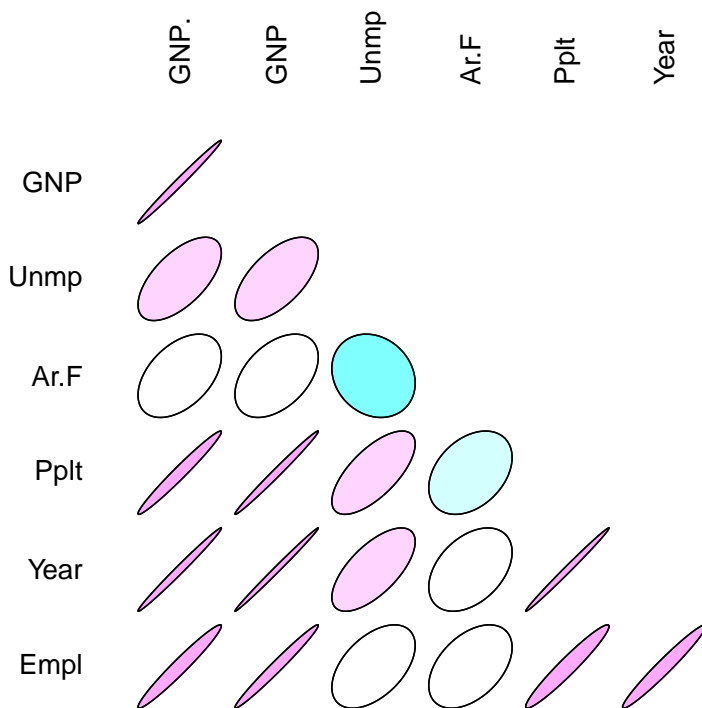 GNP.
GNP
Unmp
Ar.F
Pplt
Year
GNP
Unmp
Ar.F
Pplt
Year
Empl